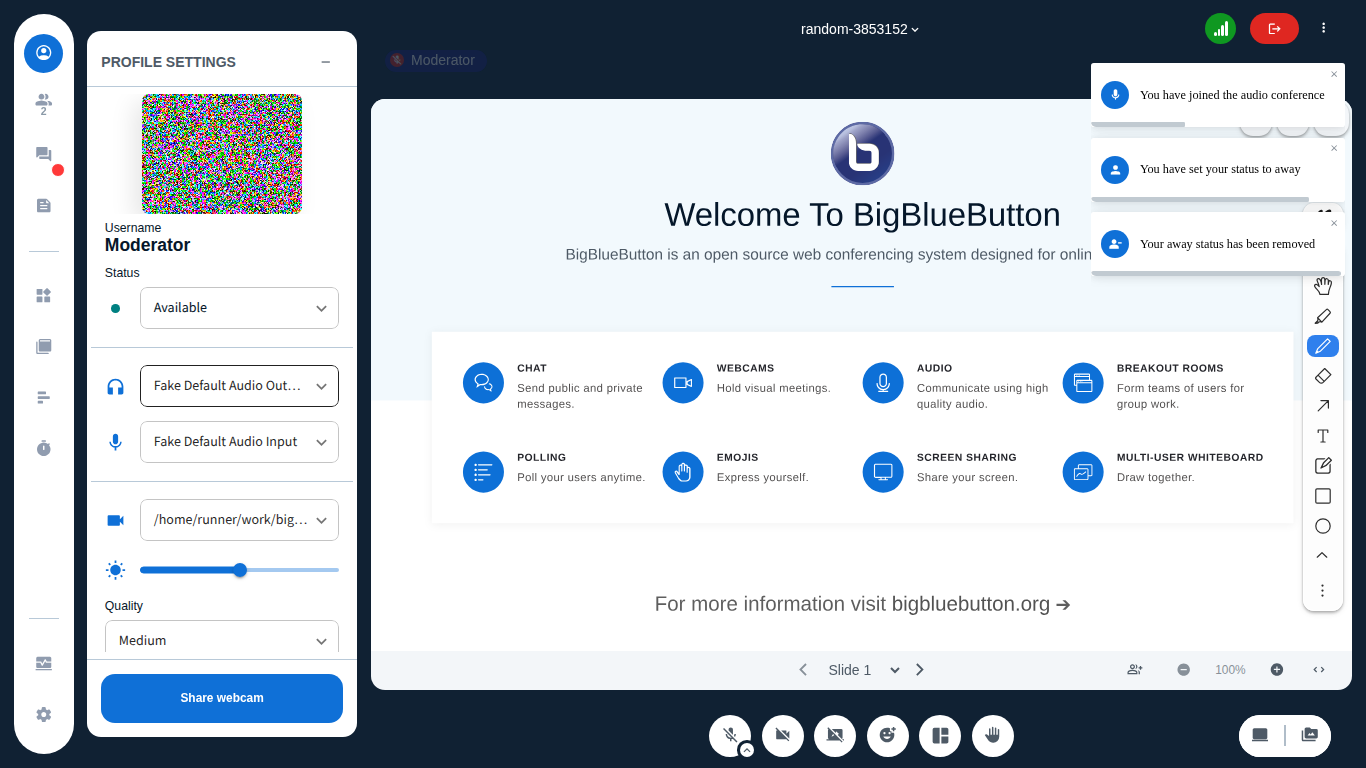 random-3853152
PROFILE SETTINGS
Moderator
2
You have joined the audio conference
You have set your status to away
Your away status has been removed
Username
Moderator
Status
Available
Fake Default Audio Out…
Fake Default Audio Input
/home/runner/work/big…
Quality
Medium
Share webcam
Welcome To BigBlueButton
BigBlueButton is an open source web conferencing system designed for onlin
CHAT
Send public and private
messages.
WEBCAMS
Hold visual meetings.
AUDIO
Communicate using high
quality audio.
BREAKOUT ROOMS
Form teams of users for
group work.
POLLING
Poll your users anytime.
EMOJIS
Express yourself.
SCREEN SHARING
Share your screen.
MULTI-USER WHITEBOARD
Draw together.
For more information visit bigbluebutton.org →
Slide 1
100%